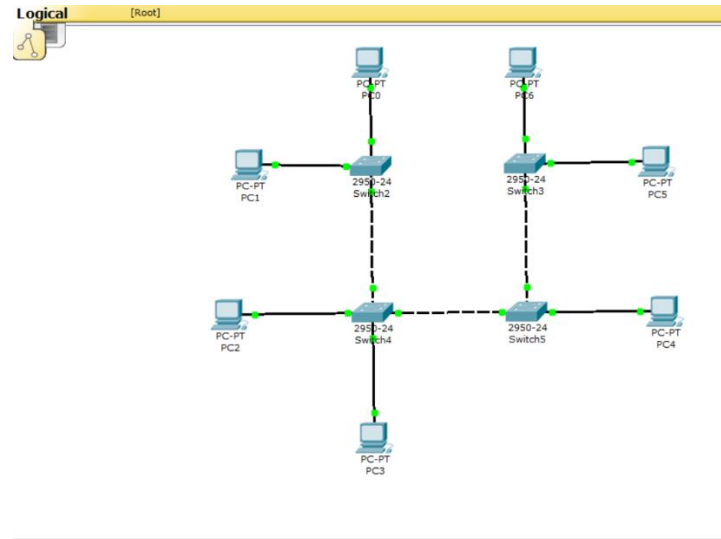 Logical [Root]
PC-PT
PC0
PC-PT
PC6
PC-PT
PC1
2950-24
Switch2
2950-24
Switch3
PC-PT
PC5
PC-PT
PC2
2950-24
Switch4
2950-24
Switch5
PC-PT
PC4
PC-PT
PC3